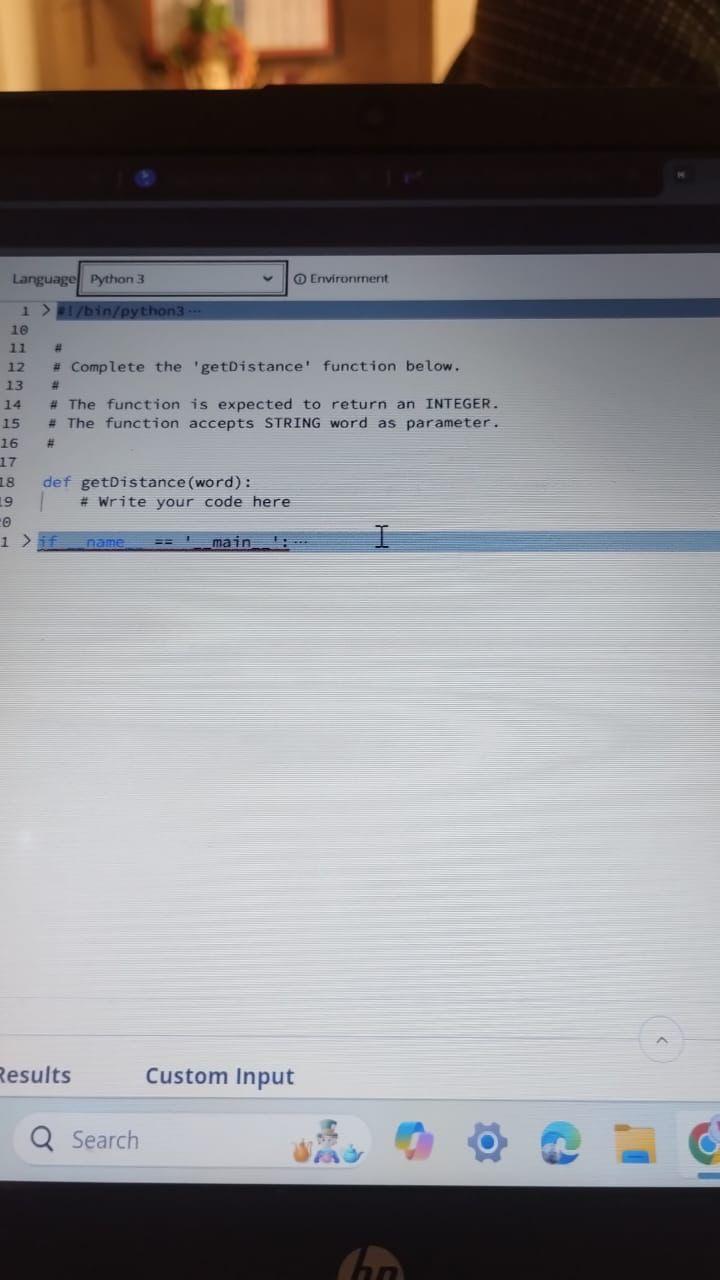 Language Python 3 Environment
1 #!/bin/python3...
10
11 #
12 # Complete the 'getDistance' function below.
13 #
14 # The function is expected to return an INTEGER.
15 # The function accepts STRING word as parameter.
16 #
17
18 def getDistance(word):
19 # Write your code here
0
1 if __name__ == '__main__':...
Results Custom Input
Search
hp